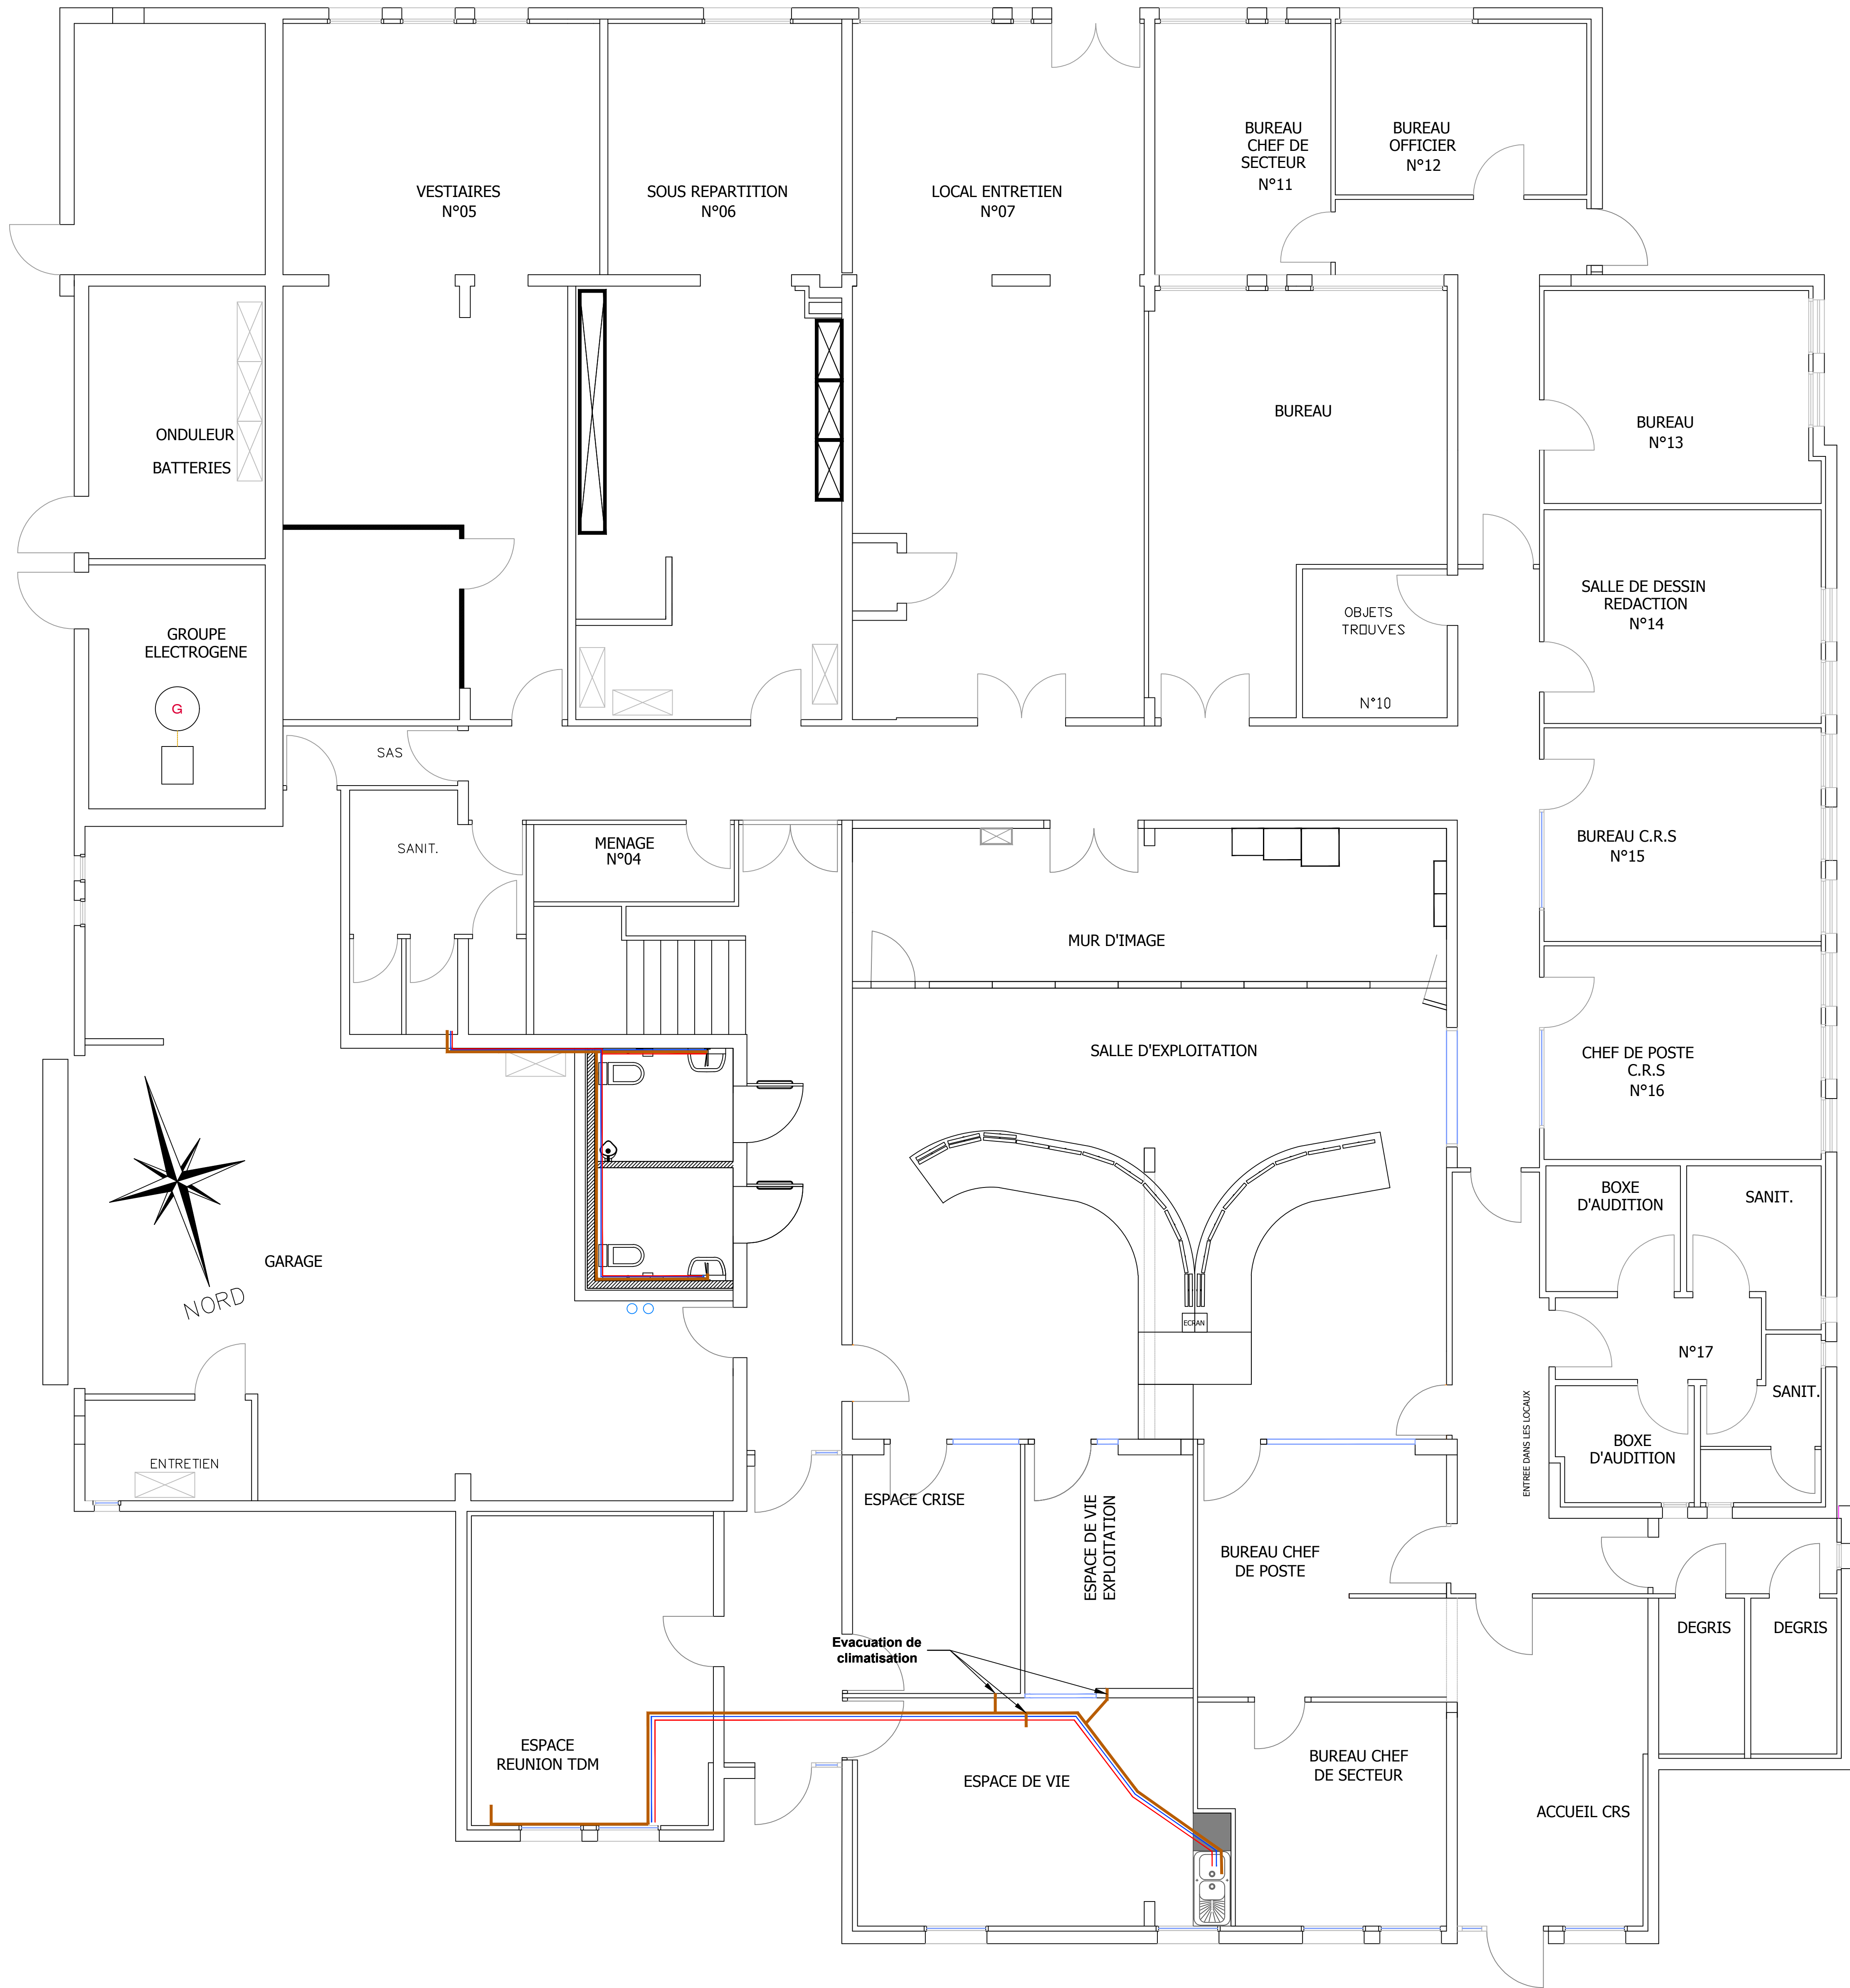 BUREAU
CHEF DE
SECTEUR
N°11
BUREAU
OFFICIER
N°12
VESTIAIRES
N°05
SOUS REPARTITION
N°06
LOCAL ENTRETIEN
N°07
ONDULEUR
BATTERIES
BUREAU
BUREAU
N°13
GROUPE
ELECTROGENE
G
OBJETS
TROUVES
N°10
SALLE DE DESSIN
REDACTION
N°14
SAS
SANIT.
MENAGE
N°04
BUREAU C.R.S
N°15
MUR D'IMAGE
SALLE D'EXPLOITATION
CHEF DE POSTE
C.R.S
N°16
BOXE
D'AUDITION
SANIT.
GARAGE
NORD
ECRAN
N°17
SANIT.
ENTREE DANS LES LOCAUX
BOXE
D'AUDITION
ENTRETIEN
ESPACE CRISE
ESPACE DE VIE
EXPLOITATION
BUREAU CHEF
DE POSTE
DEGRIS
DEGRIS
Evacuation de
climatisation
ESPACE
REUNION TDM
ESPACE DE VIE
BUREAU CHEF
DE SECTEUR
ACCUEIL CRS